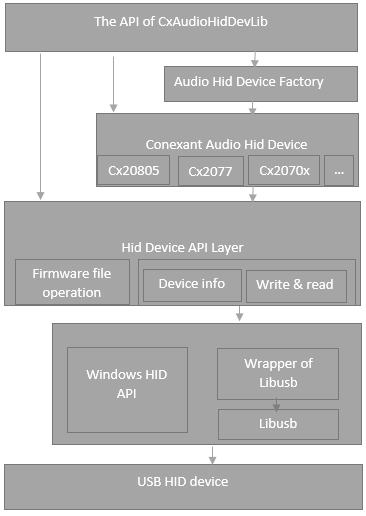 The API of CxAudioHidDevLib
Audio Hid Device Factory
Conexant Audio Hid Device
Cx20805
Cx2077
Cx2070x
...
Hid Device API Layer
Firmware file
operation
Device info
Write & read
Windows HID
API
Wrapper of
Libusb
Libusb
USB HID device